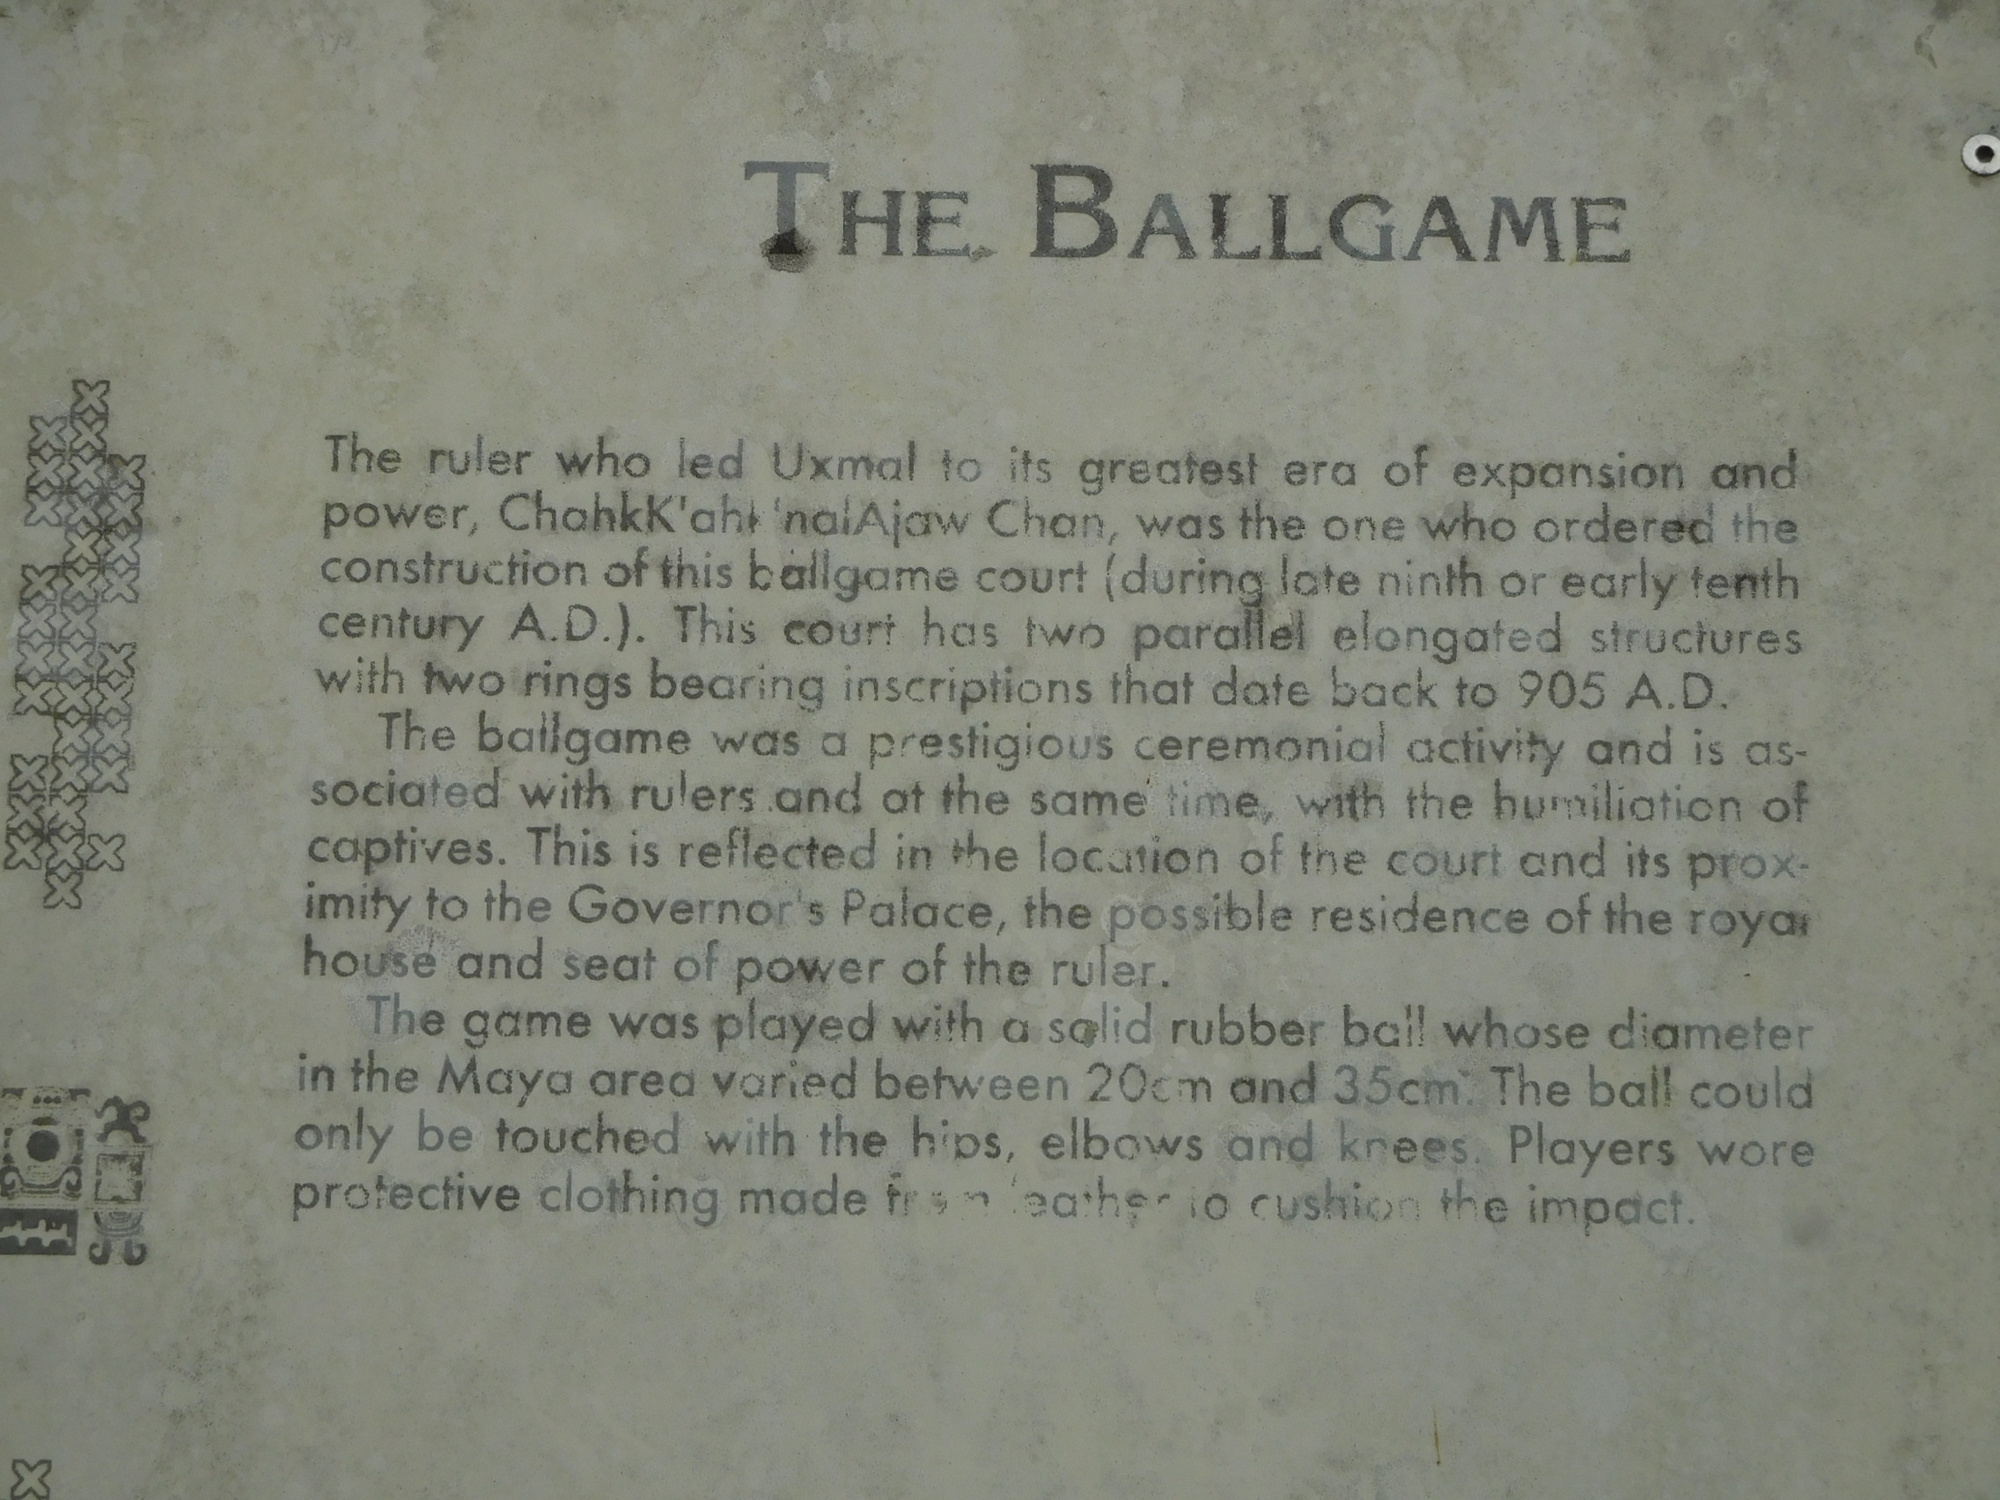 THE BALLGAME
The ruler who led Uxmal to its greatest era of expansion and
power, ChahkK'aht 'nalAjaw Chan, was the one who ordered the
construction of this ballgame court (during late ninth or early tenth
century A.D.). This court has two parallel elongated structures
with two rings bearing inscriptions that date back to 905 A.D.
The ballgame was a prestigious ceremonial activity and is as-
sociated with rulers and at the same time, with the humiliation of
captives. This is reflected in the location of the court and its prox-
imity to the Governor's Palace, the possible residence of the royal
house and seat of power of the ruler.
The game was played with a solid rubber ball whose diameter
in the Maya area varied between 20cm and 35cm. The ball could
only be touched with the hips, elbows and knees. Players wore
protective clothing made from leather to cushion the impact.